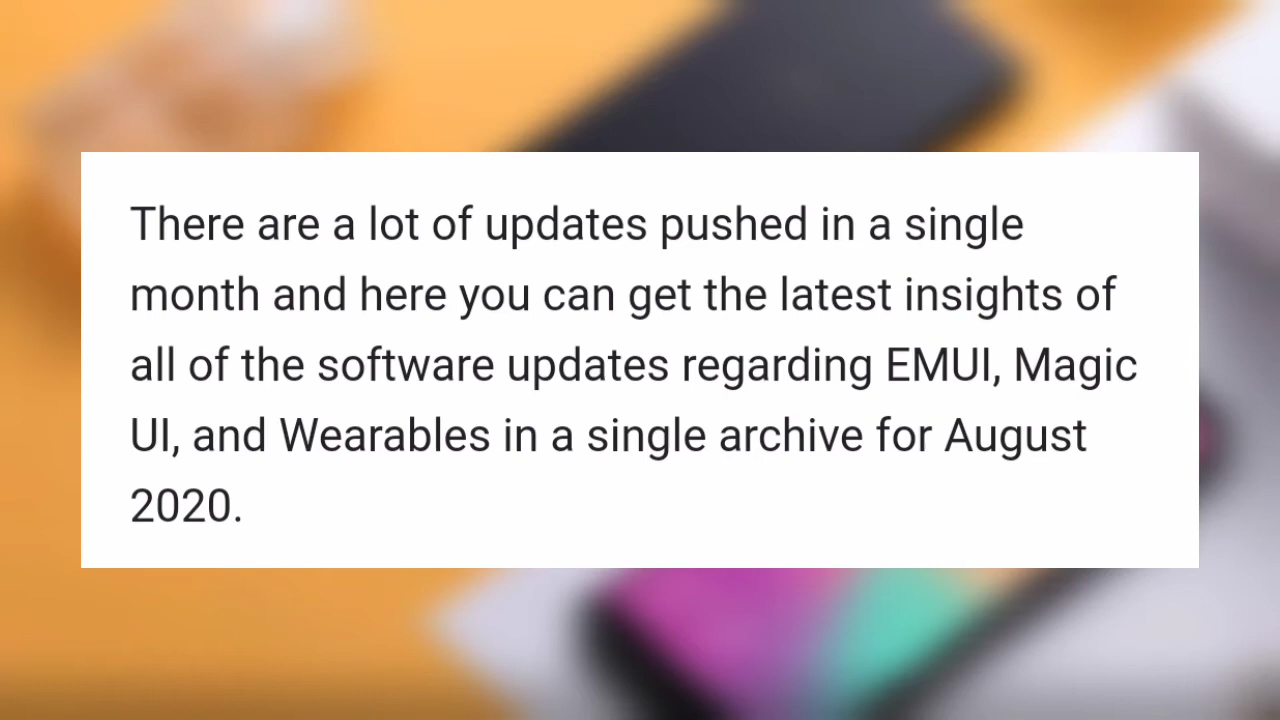 There are a lot of updates pushed in a single
month and here you can get the latest insights of
all of the software updates regarding EMUI, Magic
UI, and Wearables in a single archive for August
2020.